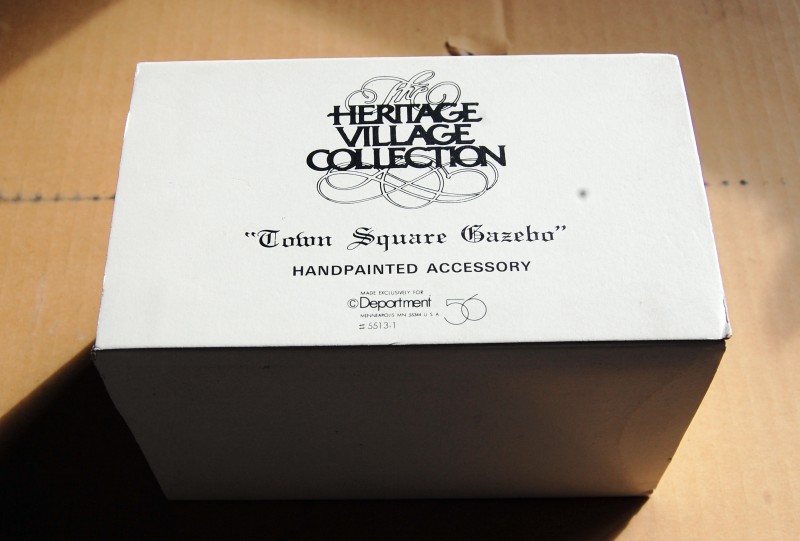 The
HERITAGE
VILLAGE
COLLECTION
"Town Square Gazebo"
HANDPAINTED ACCESSORY
MADE EXCLUSIVELY FOR
©Department 56
MINNEAPOLIS, MN 55344 U.S.A.
#5513-1